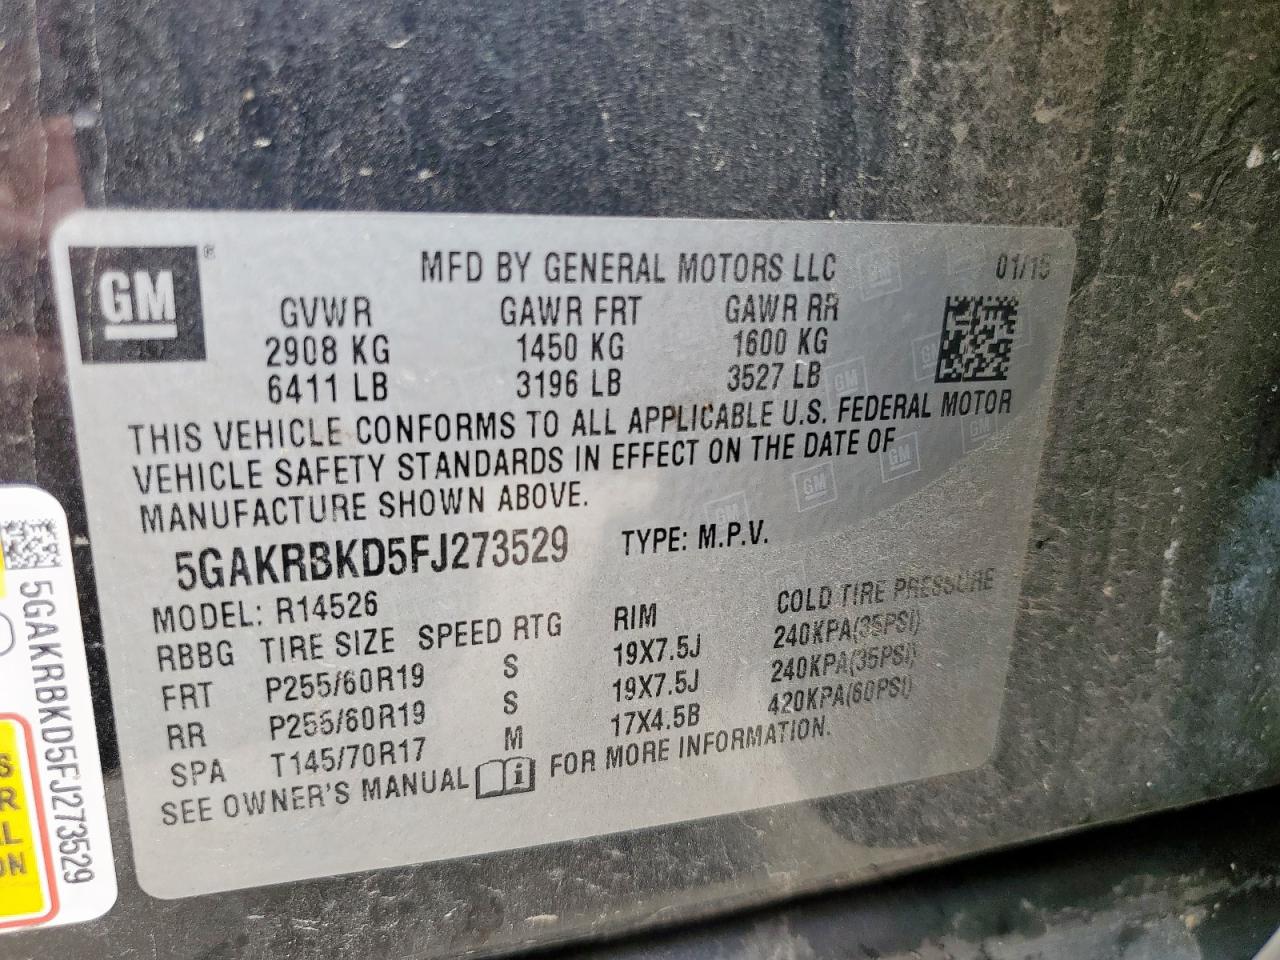 GM ®
MFD BY GENERAL MOTORS LLC 01/15
GVWR GAWR FRT GAWR RR
2908 KG 1450 KG 1600 KG
6411 LB 3196 LB 3527 LB
THIS VEHICLE CONFORMS TO ALL APPLICABLE U.S. FEDERAL MOTOR
VEHICLE SAFETY STANDARDS IN EFFECT ON THE DATE OF
MANUFACTURE SHOWN ABOVE.
5GAKRBKD5FJ273529 TYPE: M.P.V.
MODEL: R14526
RBBG TIRE SIZE SPEED RTG RIM COLD TIRE PRESSURE
FRT P255/60R19 S 19X7.5J 240KPA(35PSI)
RR P255/60R19 S 19X7.5J 240KPA(35PSI)
SPA T145/70R17 M 17X4.5B 420KPA(60PSI)
SEE OWNER'S MANUAL i FOR MORE INFORMATION.
5GAKRBKD5FJ273529
S
R
L
ON